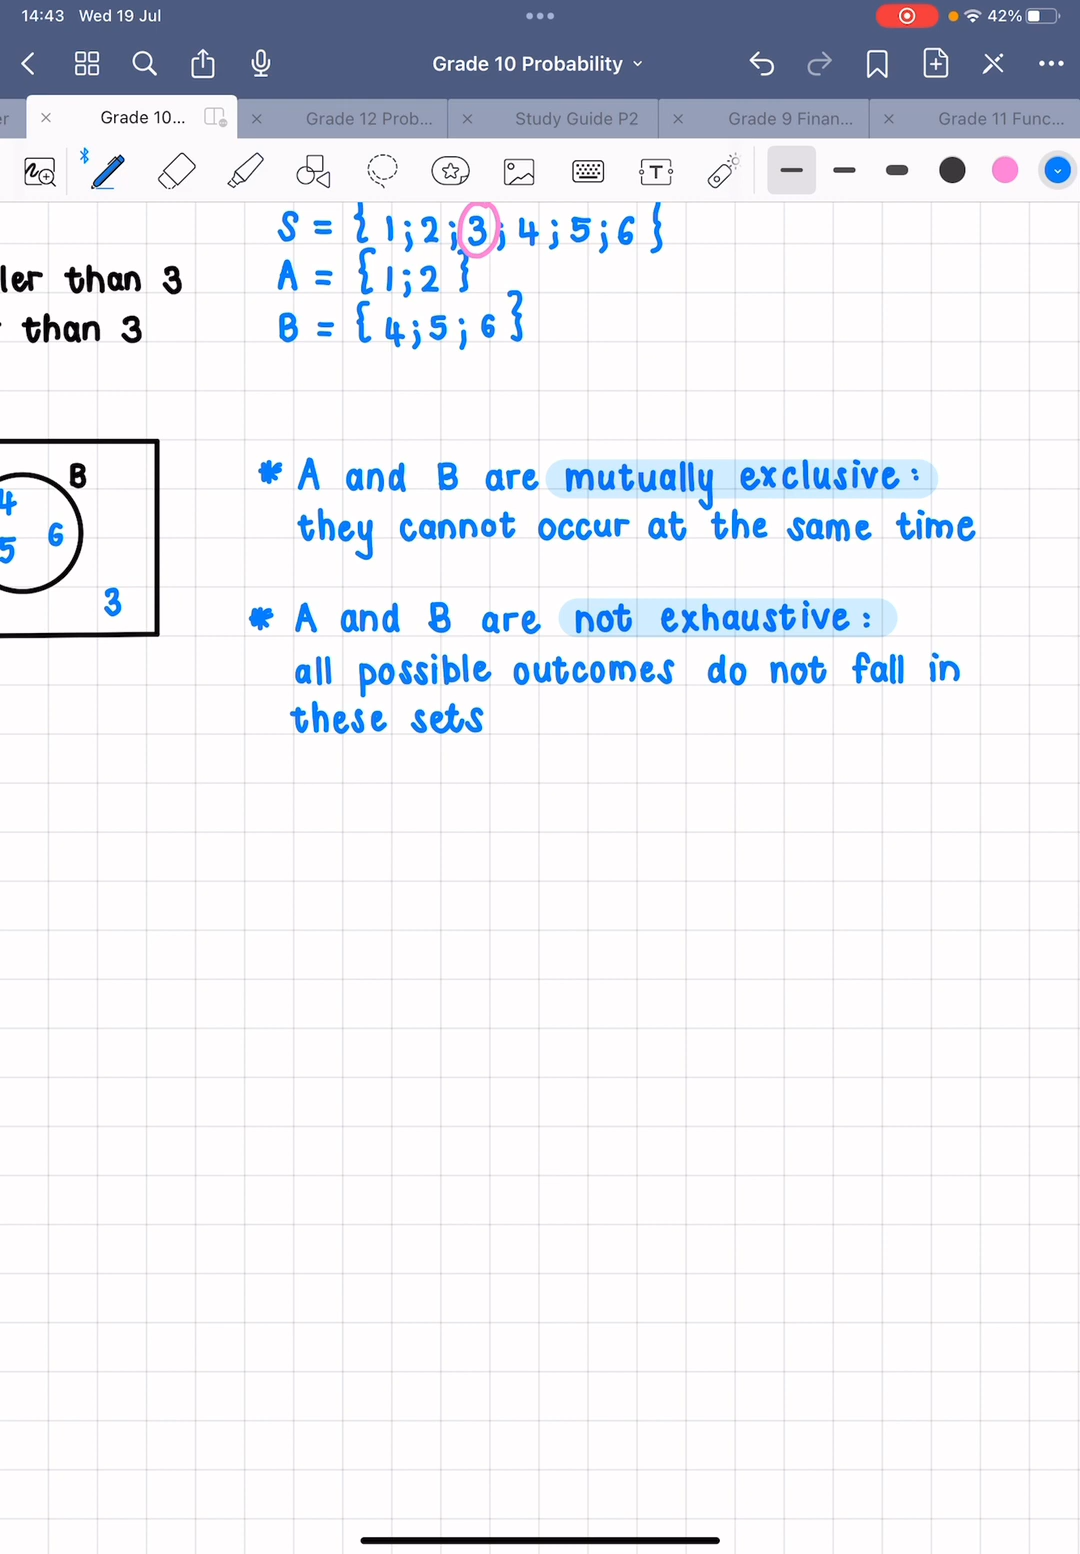 14:43 Wed 19 Jul
42%
Grade 10 Probability
er
Grade 10...
Grade 12 Prob...
Study Guide P2
Grade 9 Finan...
Grade 11 Func...
S = { 1;2;3;4;5;6 }
ler than 3
A = {1;2}
than 3
B = {4;5;6}
B
4
6
5
3
* A and B are mutually exclusive:
they cannot occur at the same time
* A and B are not exhaustive:
all possible outcomes do not fall in
these sets